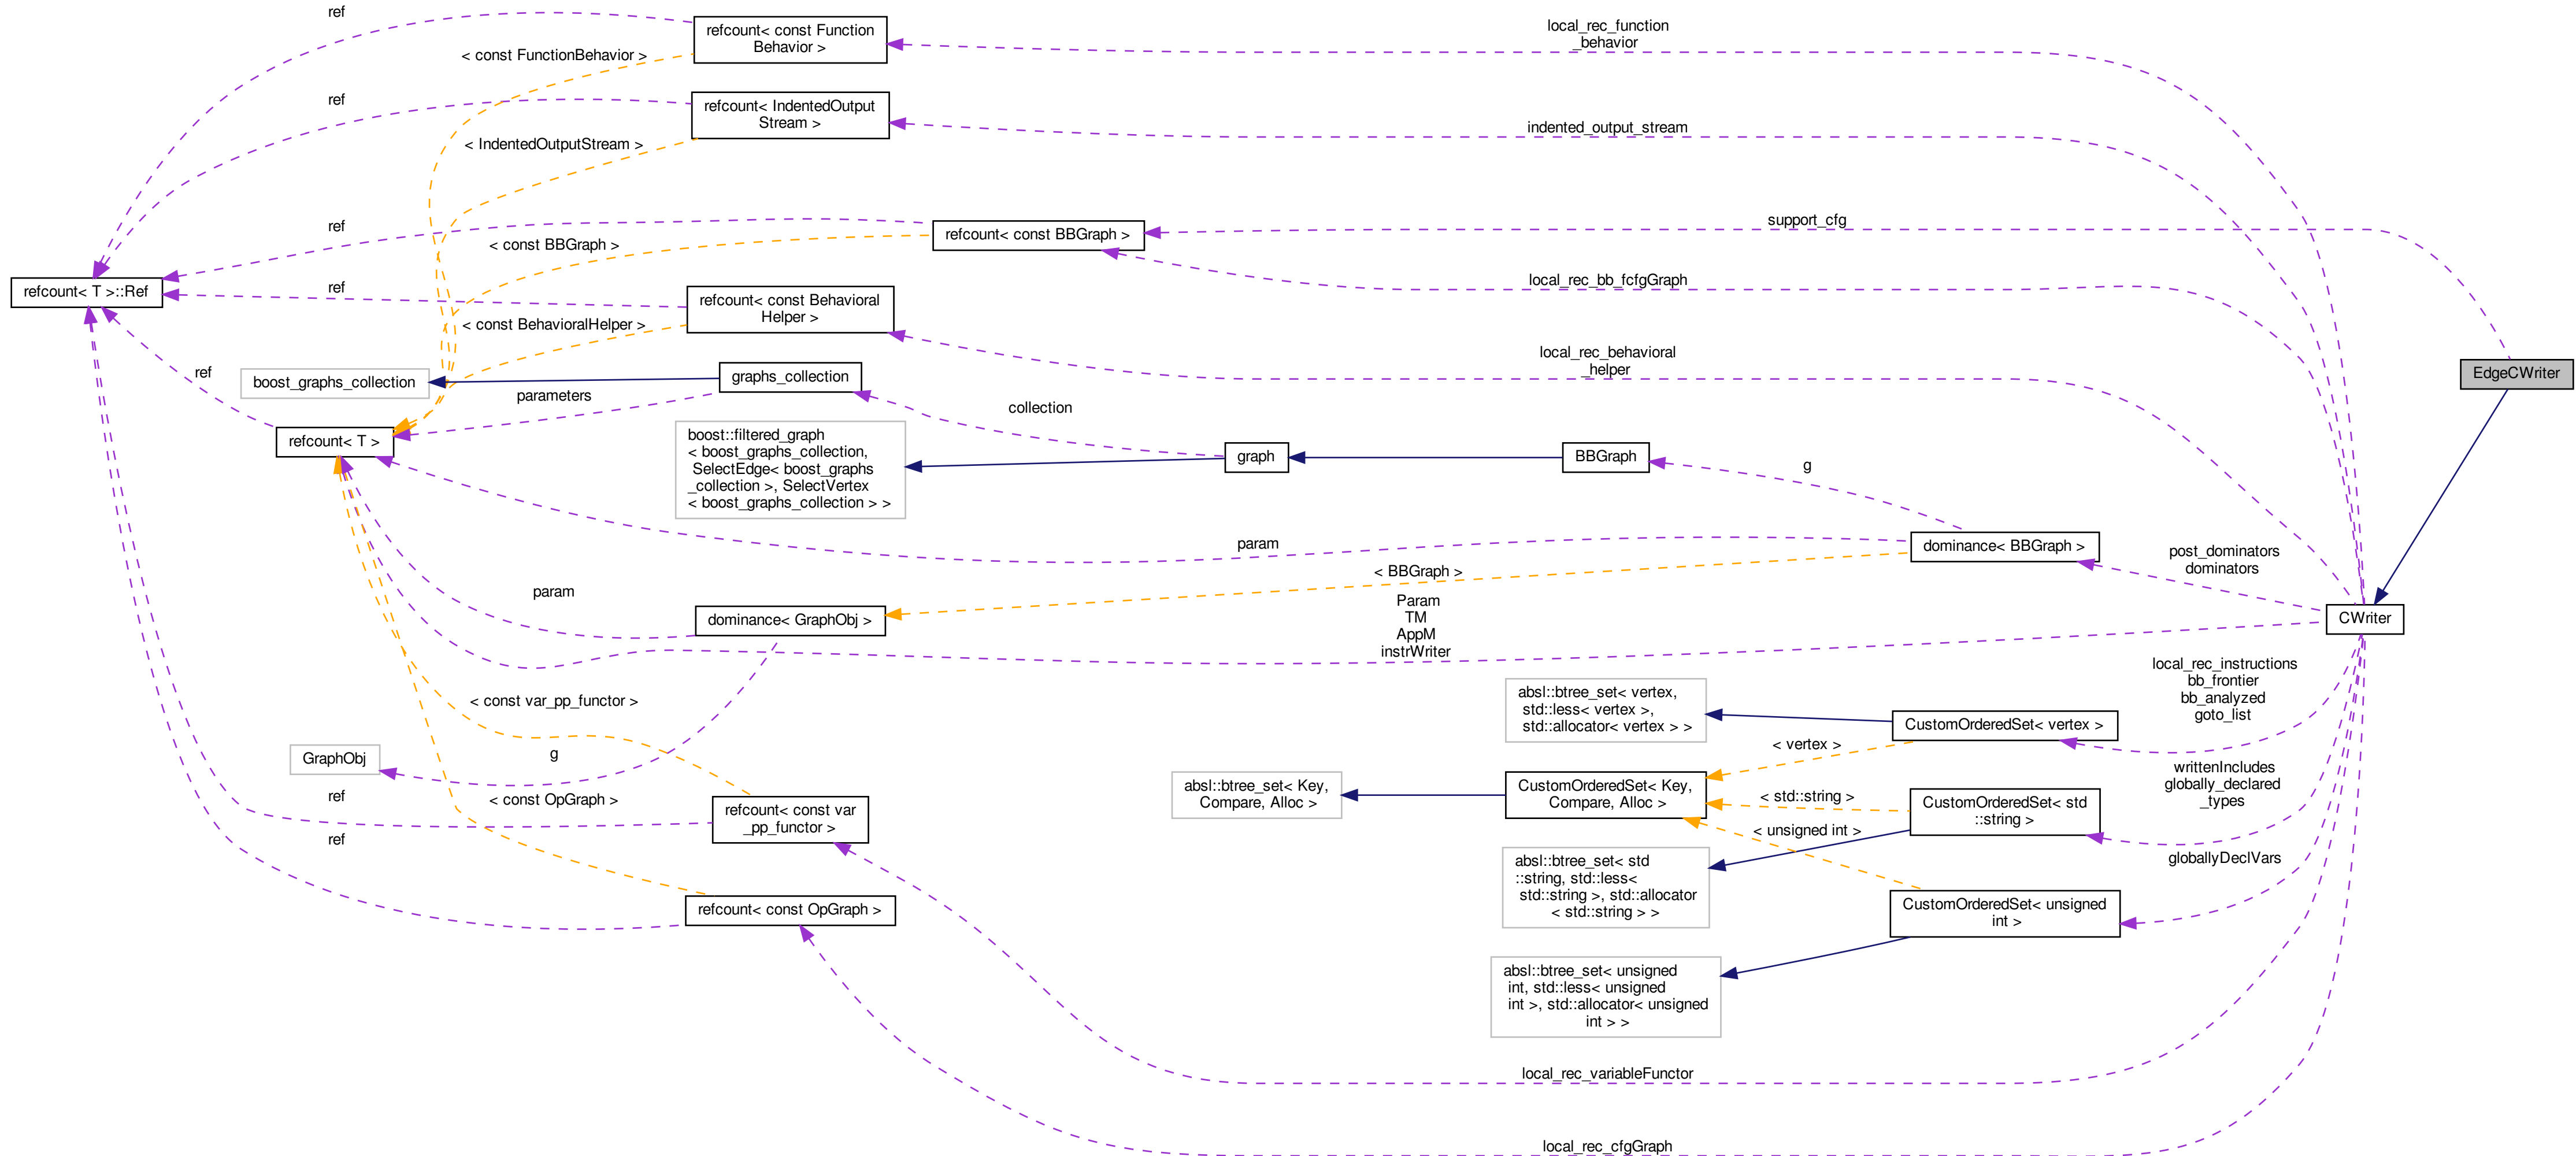 ref
refcount< const Function
Behavior >
local_rec_function
_behavior
< const FunctionBehavior >
ref
refcount< IndentedOutput
Stream >
indented_output_stream
< IndentedOutputStream >
ref
refcount< const BBGraph >
support_cfg
< const BBGraph >
refcount< T >::Ref
ref
refcount< const Behavioral
Helper >
local_rec_bb_fcfgGraph
< const BehavioralHelper >
local_rec_behavioral
_helper
ref
boost_graphs_collection
graphs_collection
EdgeCWriter
parameters
collection
refcount< T >
boost::filtered_graph
< boost_graphs_collection,
SelectEdge< boost_graphs
_collection >, SelectVertex
< boost_graphs_collection > >
graph
BBGraph
g
param
dominance< BBGraph >
post_dominators
dominators
< BBGraph >
param
dominance< GraphObj >
Param
TM
AppM
instrWriter
CWriter
< const var_pp_functor >
absl::btree_set< vertex,
std::less< vertex >,
std::allocator< vertex > >
CustomOrderedSet< vertex >
local_rec_instructions
bb_frontier
bb_analyzed
goto_list
GraphObj
g
< vertex >
absl::btree_set< Key,
Compare, Alloc >
CustomOrderedSet< Key,
Compare, Alloc >
< std::string >
CustomOrderedSet< std
::string >
writtenIncludes
globally_declared
_types
ref
< const OpGraph >
refcount< const var
_pp_functor >
< unsigned int >
ref
absl::btree_set< std
::string, std::less<
std::string >, std::allocator
< std::string > >
globallyDeclVars
refcount< const OpGraph >
CustomOrderedSet< unsigned
int >
absl::btree_set< unsigned
int, std::less< unsigned
int >, std::allocator< unsigned
int > >
local_rec_variableFunctor
local_rec_cfgGraph